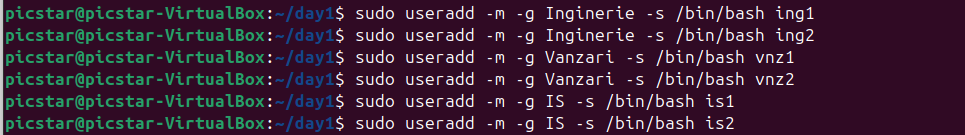 picstar@picstar-VirtualBox:~/day1$ sudo useradd -m -g Inginerie -s /bin/bash ing1
picstar@picstar-VirtualBox:~/day1$ sudo useradd -m -g Inginerie -s /bin/bash ing2
picstar@picstar-VirtualBox:~/day1$ sudo useradd -m -g Vanzari -s /bin/bash vnz1
picstar@picstar-VirtualBox:~/day1$ sudo useradd -m -g Vanzari -s /bin/bash vnz2
picstar@picstar-VirtualBox:~/day1$ sudo useradd -m -g IS -s /bin/bash is1
picstar@picstar-VirtualBox:~/day1$ sudo useradd -m -g IS -s /bin/bash is2